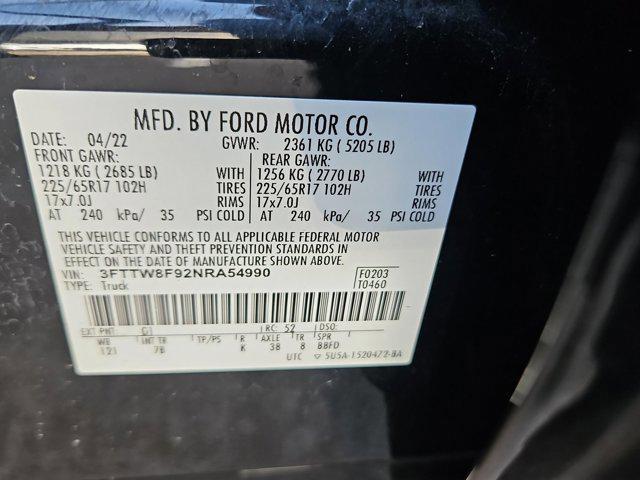 MFD. BY FORD MOTOR CO.
DATE: 04/22 GVWR: 2361 KG ( 5205 LB)
FRONT GAWR: REAR GAWR:
1218 KG ( 2685 LB) WITH 1256 KG ( 2770 LB) WITH
225/65R17 102H TIRES 225/65R17 102H TIRES
17x7.0J RIMS 17x7.0J RIMS
AT 240 kPa/ 35 PSI COLD AT 240 kPa/ 35 PSI COLD
THIS VEHICLE CONFORMS TO ALL APPLICABLE FEDERAL MOTOR
VEHICLE SAFETY AND THEFT PREVENTION STANDARDS IN
EFFECT ON THE DATE OF MANUFACTURE SHOWN ABOVE.
VIN: 3FTTW8F92NRA54990 F0203
TYPE: Truck T0460
EXT PNT: G1 RC: 52 DSO:
WB INT TR TP/PS R AXLE TR SPR
121 7B K 38 8 BBFD
UTC ▽ 5U5A-1520472-BA